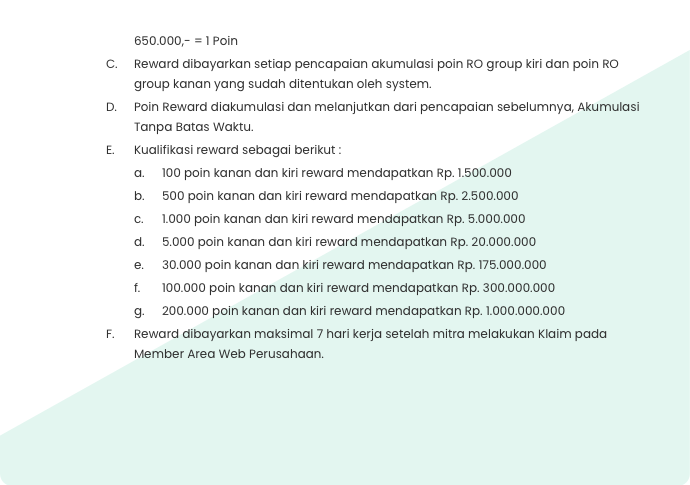 650.000,- = 1 Poin
C. Reward dibayarkan setiap pencapaian akumulasi poin RO group kiri dan poin RO
group kanan yang sudah ditentukan oleh system.
D. Poin Reward diakumulasi dan melanjutkan dari pencapaian sebelumnya, Akumulasi
Tanpa Batas Waktu.
E. Kualifikasi reward sebagai berikut :
a. 100 poin kanan dan kiri reward mendapatkan Rp. 1.500.000
b. 500 poin kanan dan kiri reward mendapatkan Rp. 2.500.000
c. 1.000 poin kanan dan kiri reward mendapatkan Rp. 5.000.000
d. 5.000 poin kanan dan kiri reward mendapatkan Rp. 20.000.000
e. 30.000 poin kanan dan kiri reward mendapatkan Rp. 175.000.000
f. 100.000 poin kanan dan kiri reward mendapatkan Rp. 300.000.000
g. 200.000 poin kanan dan kiri reward mendapatkan Rp. 1.000.000.000
F. Reward dibayarkan maksimal 7 hari kerja setelah mitra melakukan Klaim pada
Member Area Web Perusahaan.